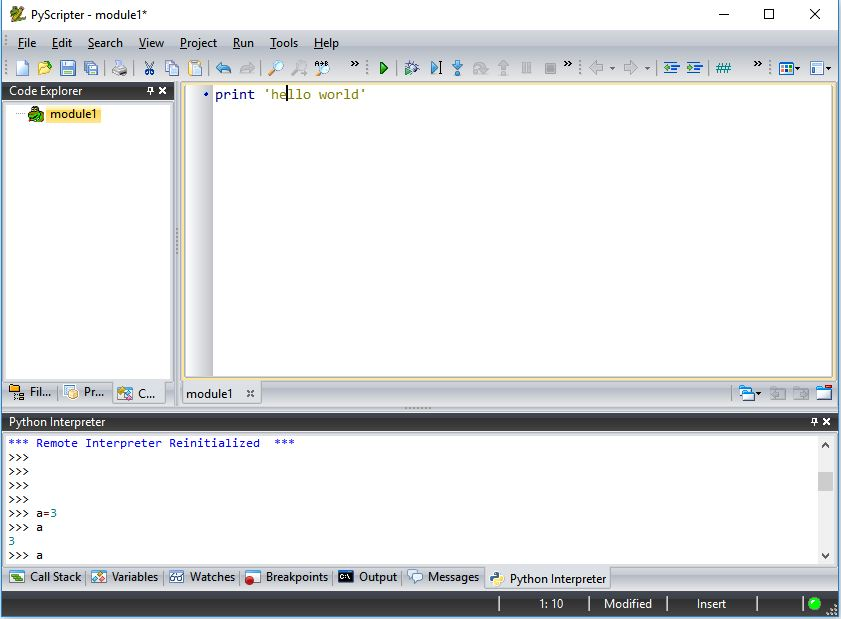 PyScripter - module1*
File Edit Search View Project Run Tools Help
Code Explorer
module1
print 'hello world'
Fil... Pr... C...
module1
Python Interpreter
*** Remote Interpreter Reinitialized ***
>>>
>>>
>>>
>>>
>>> a=3
>>> a
3
>>> a
Call Stack Variables Watches Breakpoints Output Messages Python Interpreter
1: 10 Modified Insert